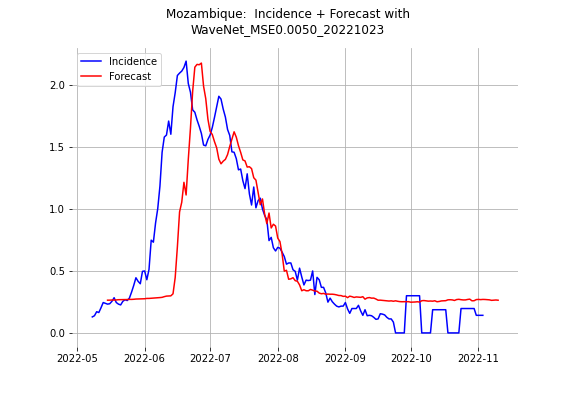 Mozambique:  Incidence + Forecast with
WaveNet_MSE0.0050_20221023
Incidence
Forecast
2.0
1.5
1.0
0.5
0.0
2022-05 2022-06 2022-07 2022-08 2022-09 2022-10 2022-11